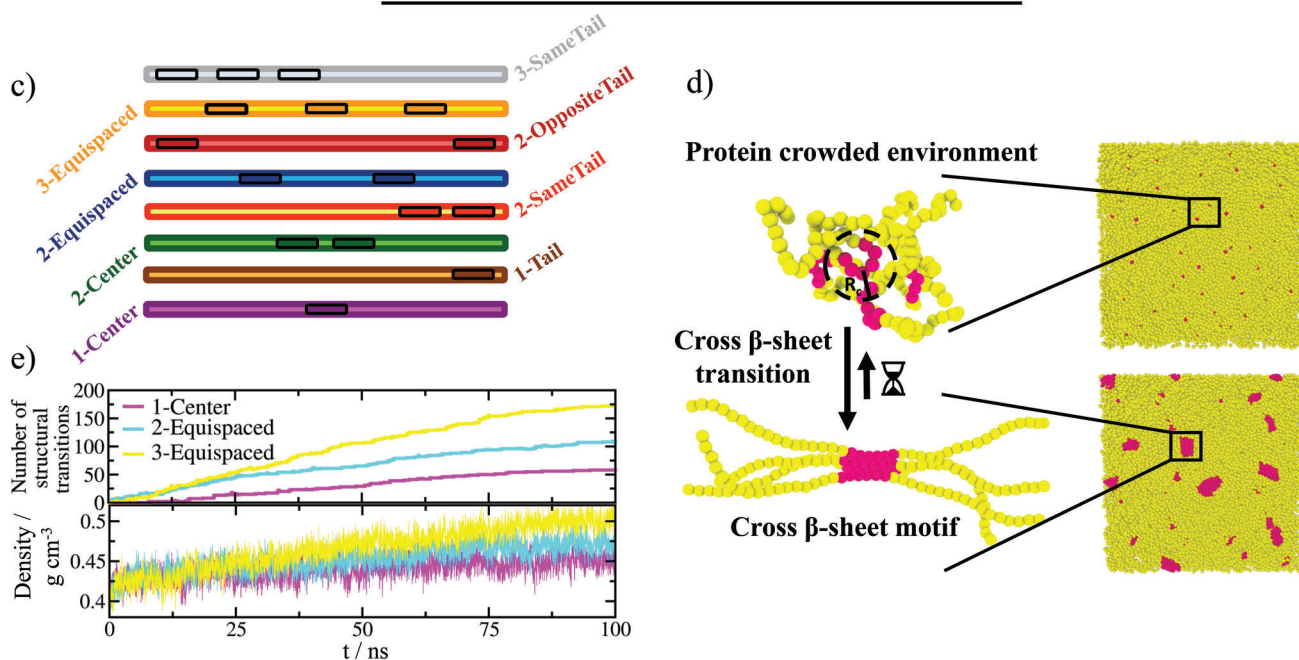 c)
3-SameTail
3-Equispaced
2-OppositeTail
2-Equispaced
2-SameTail
2-Center
1-Tail
1-Center
d)
Protein crowded environment
Rc
Cross β-sheet
transition
Cross β-sheet motif
e)
Number of
structural
transitions
200
150
100
50
0
1-Center
2-Equispaced
3-Equispaced
Density /
g cm-3
0.5
0.45
0.4
0 25 50 75 100
t / ns